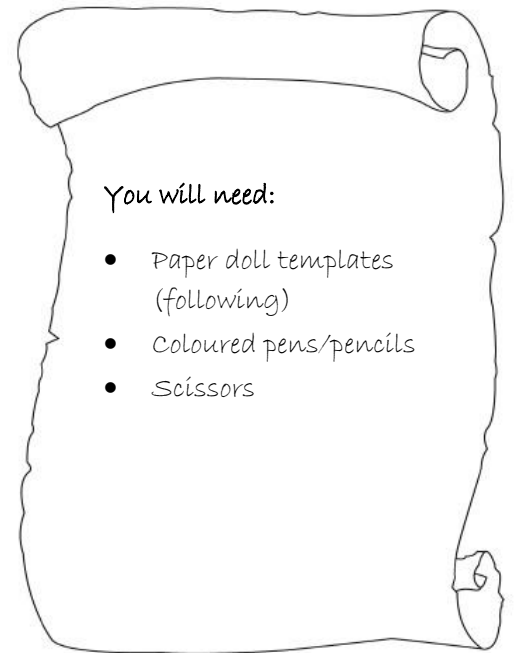 You will need:
• Paper doll templates
(following)
• Coloured pens/pencils
• Scissors